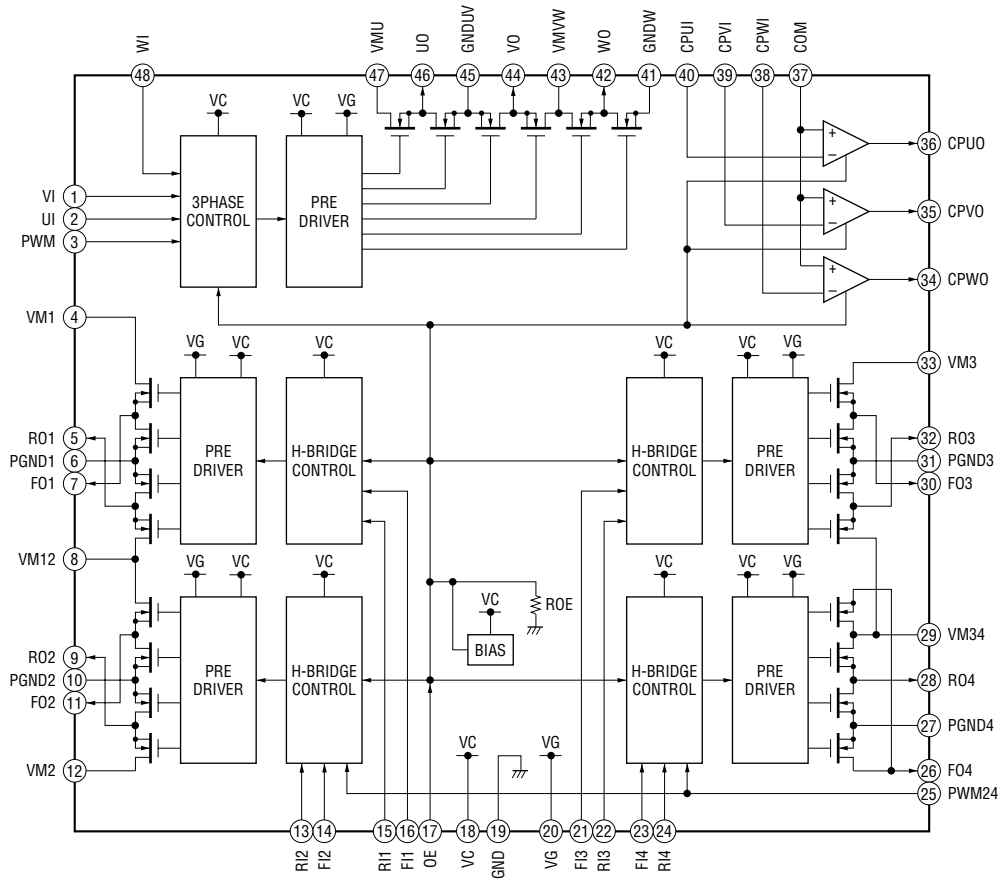 WI
VMU
UO
GNDUV
VO
VMVW
WO
GNDW
CPUI
CPVI
CPWI
COM
48
47
46
45
44
43
42
41
40
39
38
37
VC
VC
VG
3PHASE
CONTROL
PRE
DRIVER
VI
1
UI
2
PWM
3
+
−
36
CPUO
+
−
35
CPVO
+
−
34
CPWO
VM1
4
VG
VC
VC
VC
VC
VG
33
VM3
RO1
5
PGND1
6
FO1
7
PRE
DRIVER
H-BRIDGE
CONTROL
H-BRIDGE
CONTROL
PRE
DRIVER
32
RO3
31
PGND3
30
FO3
VM12
8
VG
VC
VC
VC
ROE
BIAS
VC
VC
VG
29
VM34
RO2
9
PGND2
10
FO2
11
PRE
DRIVER
H-BRIDGE
CONTROL
H-BRIDGE
CONTROL
PRE
DRIVER
28
RO4
27
PGND4
VM2
12
26
FO4
25
PWM24
VC
VG
13
14
15
16
17
18
19
20
21
22
23
24
RI2
FI2
RI1
FI1
OE
VC
GND
VG
FI3
RI3
FI4
RI4